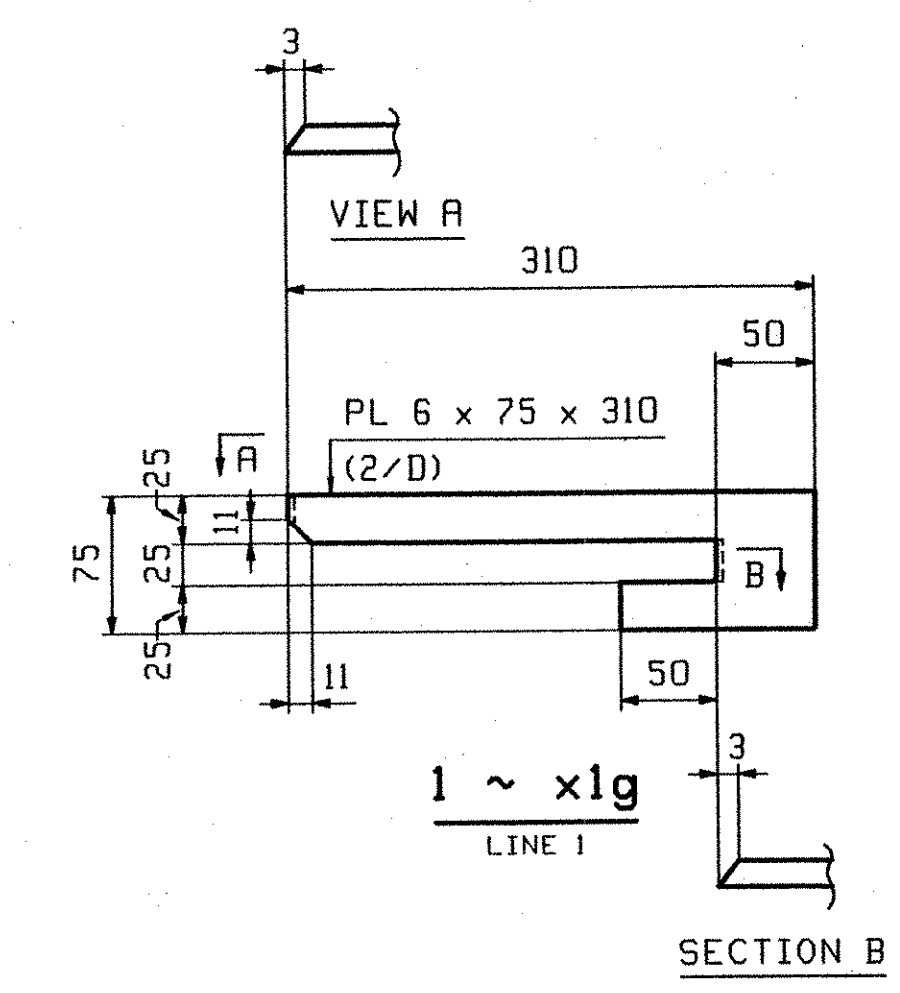 3
VIEW A
310
50
PL 6 x 75 x 310
(2/D)
A
25
11
75
25
B
25
11
50
3
1 ~ x1g
LINE 1
SECTION B